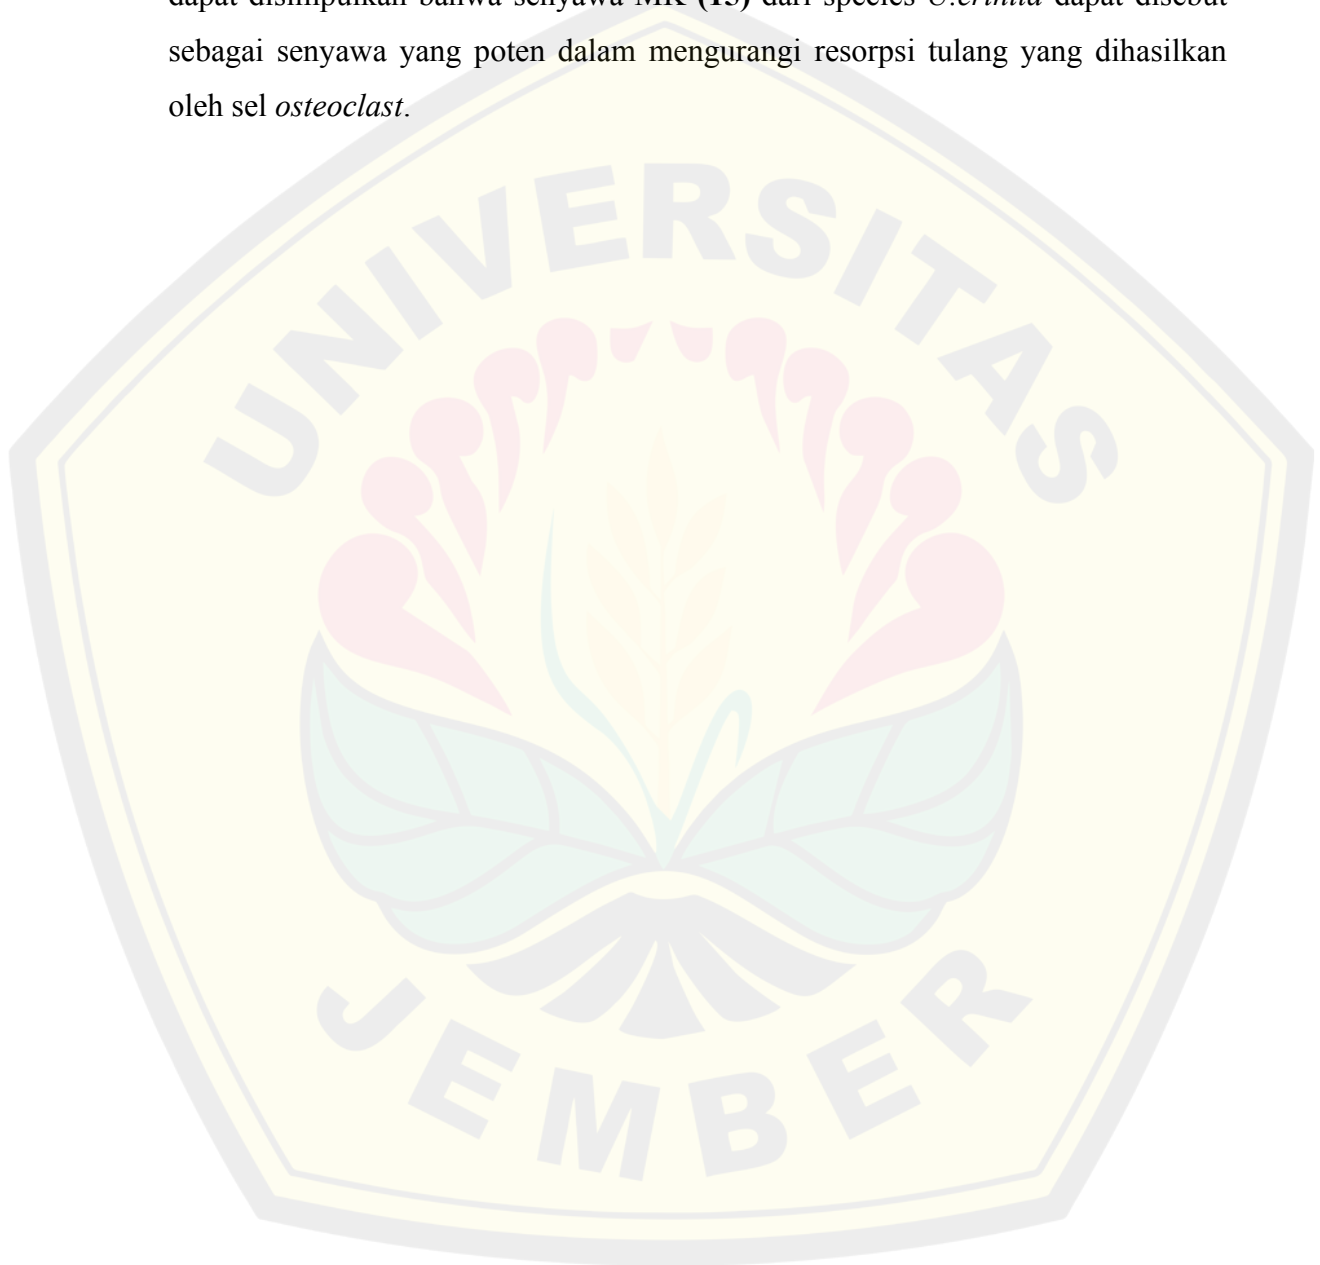 dapat disimpulkan bahwa senyawa MK (15) dari species U.crinita dapat disebut
sebagai senyawa yang poten dalam mengurangi resorpsi tulang yang dihasilkan
oleh sel osteoclast.
UNIVERSITAS
JEMBER